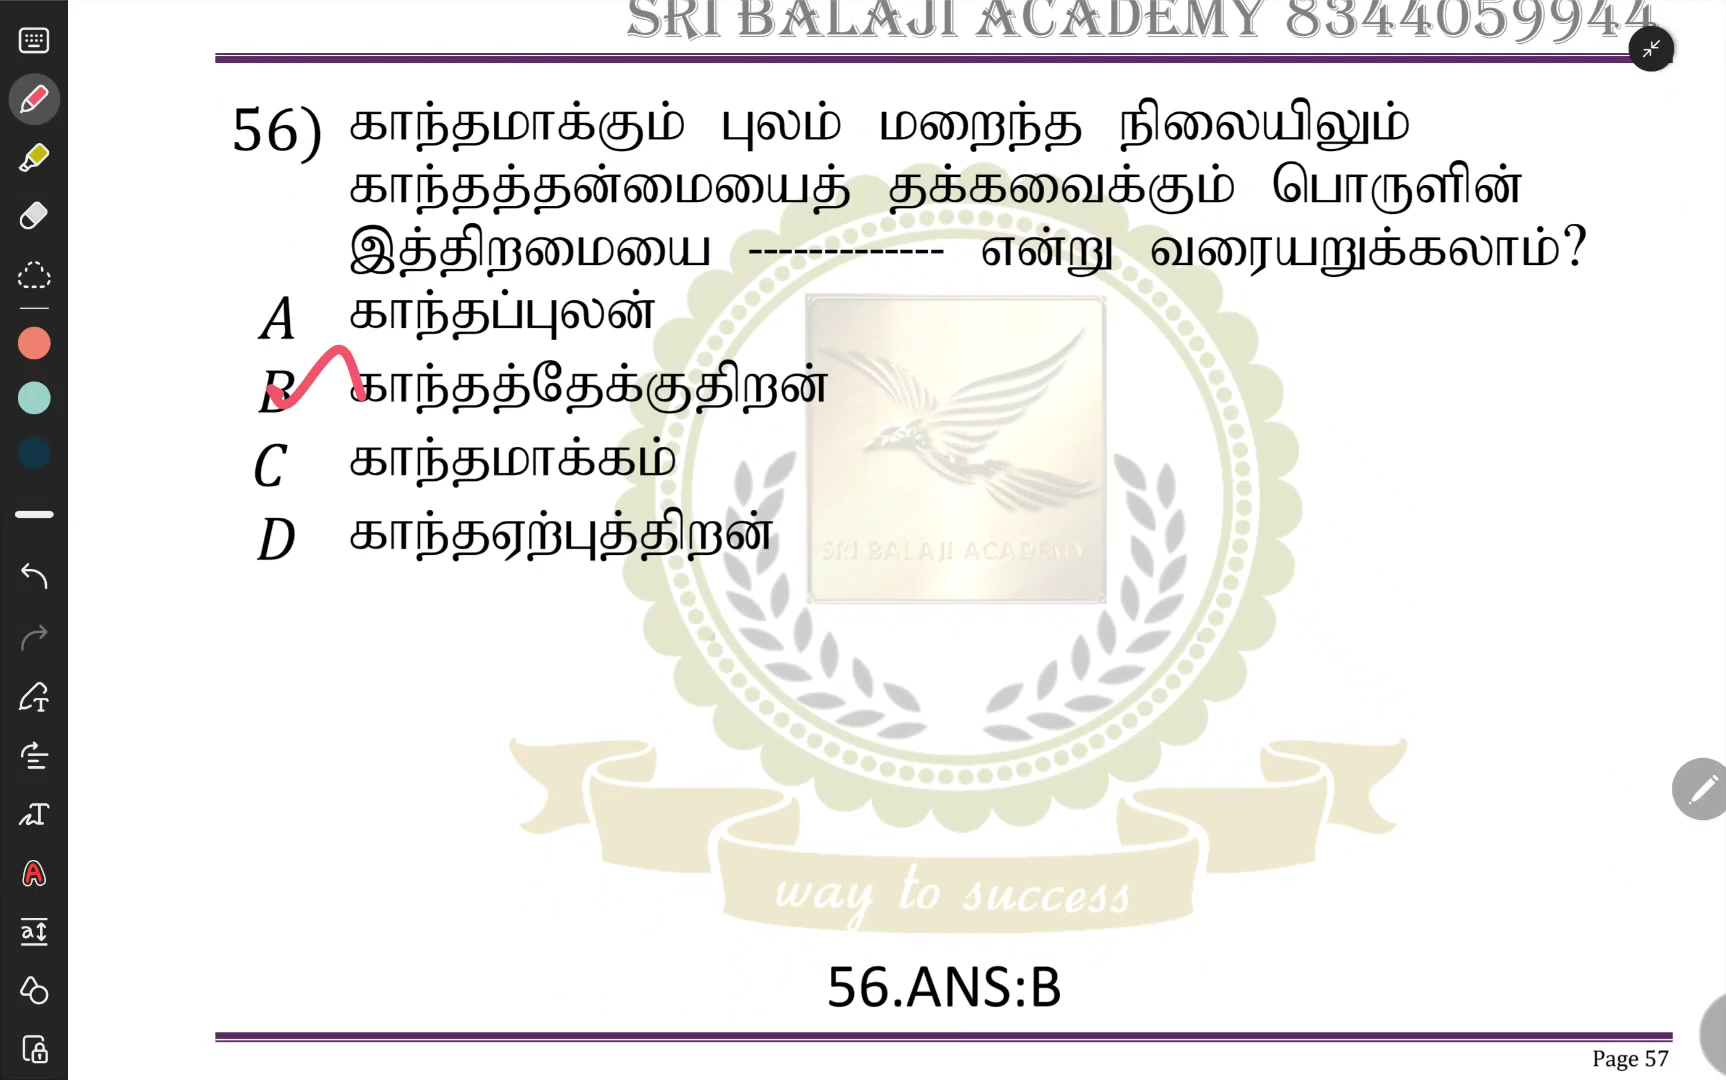 SRI BALAJI ACADEMY 8344059944
56) காந்தமாக்கும் புலம் மறைந்த நிலையிலும்
காந்தத்தன்மையைத் தக்கவைக்கும் பொருளின்
இத்திறமையை ------------- என்று வரையறுக்கலாம்?
A காந்தப்புலன்
B காந்தத்தேக்குதிறன்
C காந்தமாக்கம்
D காந்தஏற்புத்திறன்
SRI BALAJI ACADEMY
way to success
56.ANS:B
Page 57